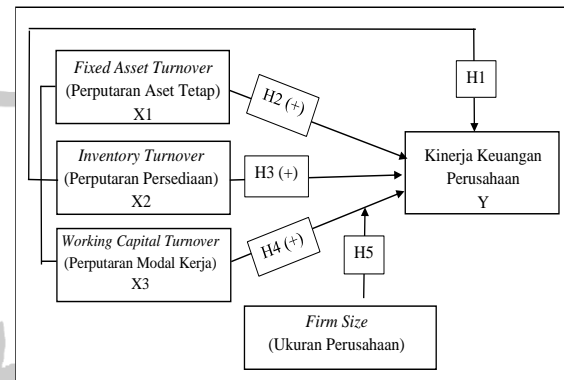 H1
Fixed Asset Turnover
(Perputaran Aset Tetap)
X1
H2 (+)
Inventory Turnover
(Perputaran Persediaan)
X2
H3 (+)
Kinerja Keuangan
Perusahaan
Y
Working Capital Turnover
(Perputaran Modal Kerja)
X3
H4 (+)
H5
Firm Size
(Ukuran Perusahaan)